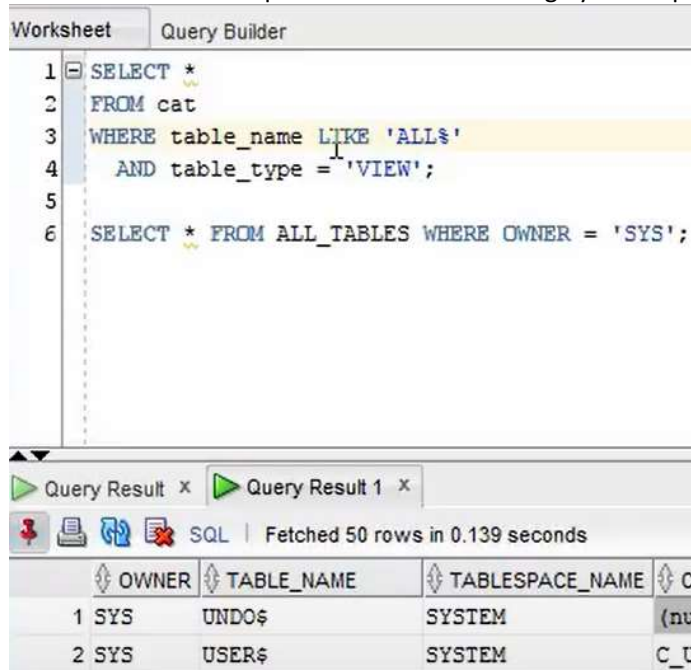 Worksheet Query Builder
1 SELECT *
2 FROM cat
3 WHERE table_name LIKE 'ALL%'
4 AND table_type = 'VIEW';
5
6 SELECT * FROM ALL_TABLES WHERE OWNER = 'SYS';
Query Result x Query Result 1 x
SQL | Fetched 50 rows in 0.139 seconds
OWNER TABLE_NAME TABLESPACE_NAME
1 SYS UNDO$ SYSTEM (nu
2 SYS USER$ SYSTEM C_U